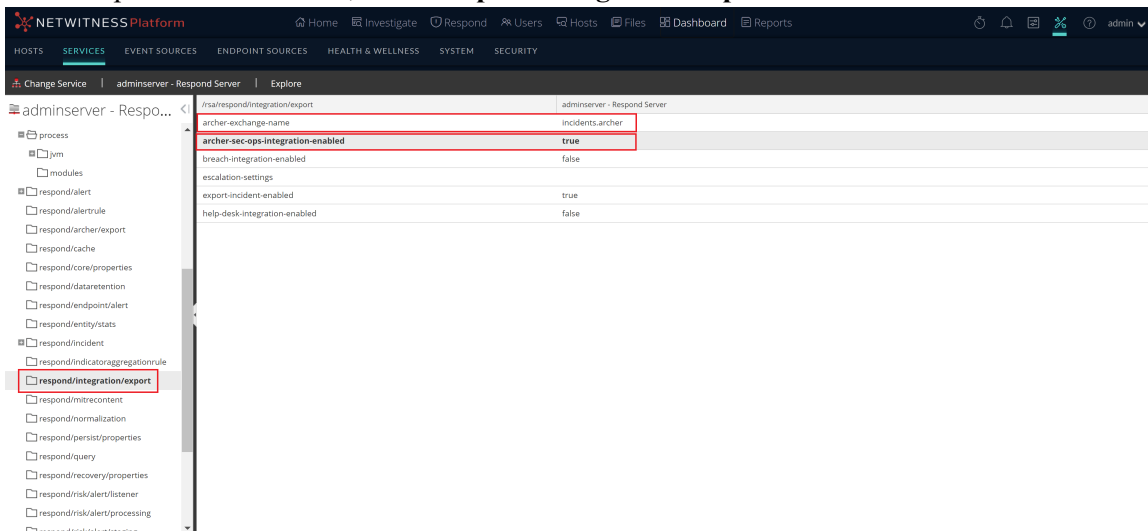 NETWITNESS Platform Home Investigate Respond Users Hosts Files Dashboard Reports admin
HOSTS SERVICES EVENT SOURCES ENDPOINT SOURCES HEALTH & WELLNESS SYSTEM SECURITY
Change Service | adminserver - Respond Server | Explore
adminserver - Respo...
process
jvm
modules
respond/alert
respond/alertrule
respond/archer/export
respond/cache
respond/core/properties
respond/dataretention
respond/endpoint/alert
respond/entity/stats
respond/incident
respond/indicatoraggregationrule
respond/integration/export
respond/mitrecontent
respond/normalization
respond/persist/properties
respond/query
respond/recovery/properties
respond/risk/alert/listener
respond/risk/alert/processing
/rsa/respond/integration/export adminserver - Respond Server
archer-exchange-name incidents.archer
archer-sec-ops-integration-enabled true
breach-integration-enabled false
escalation-settings
export-incident-enabled true
help-desk-integration-enabled false